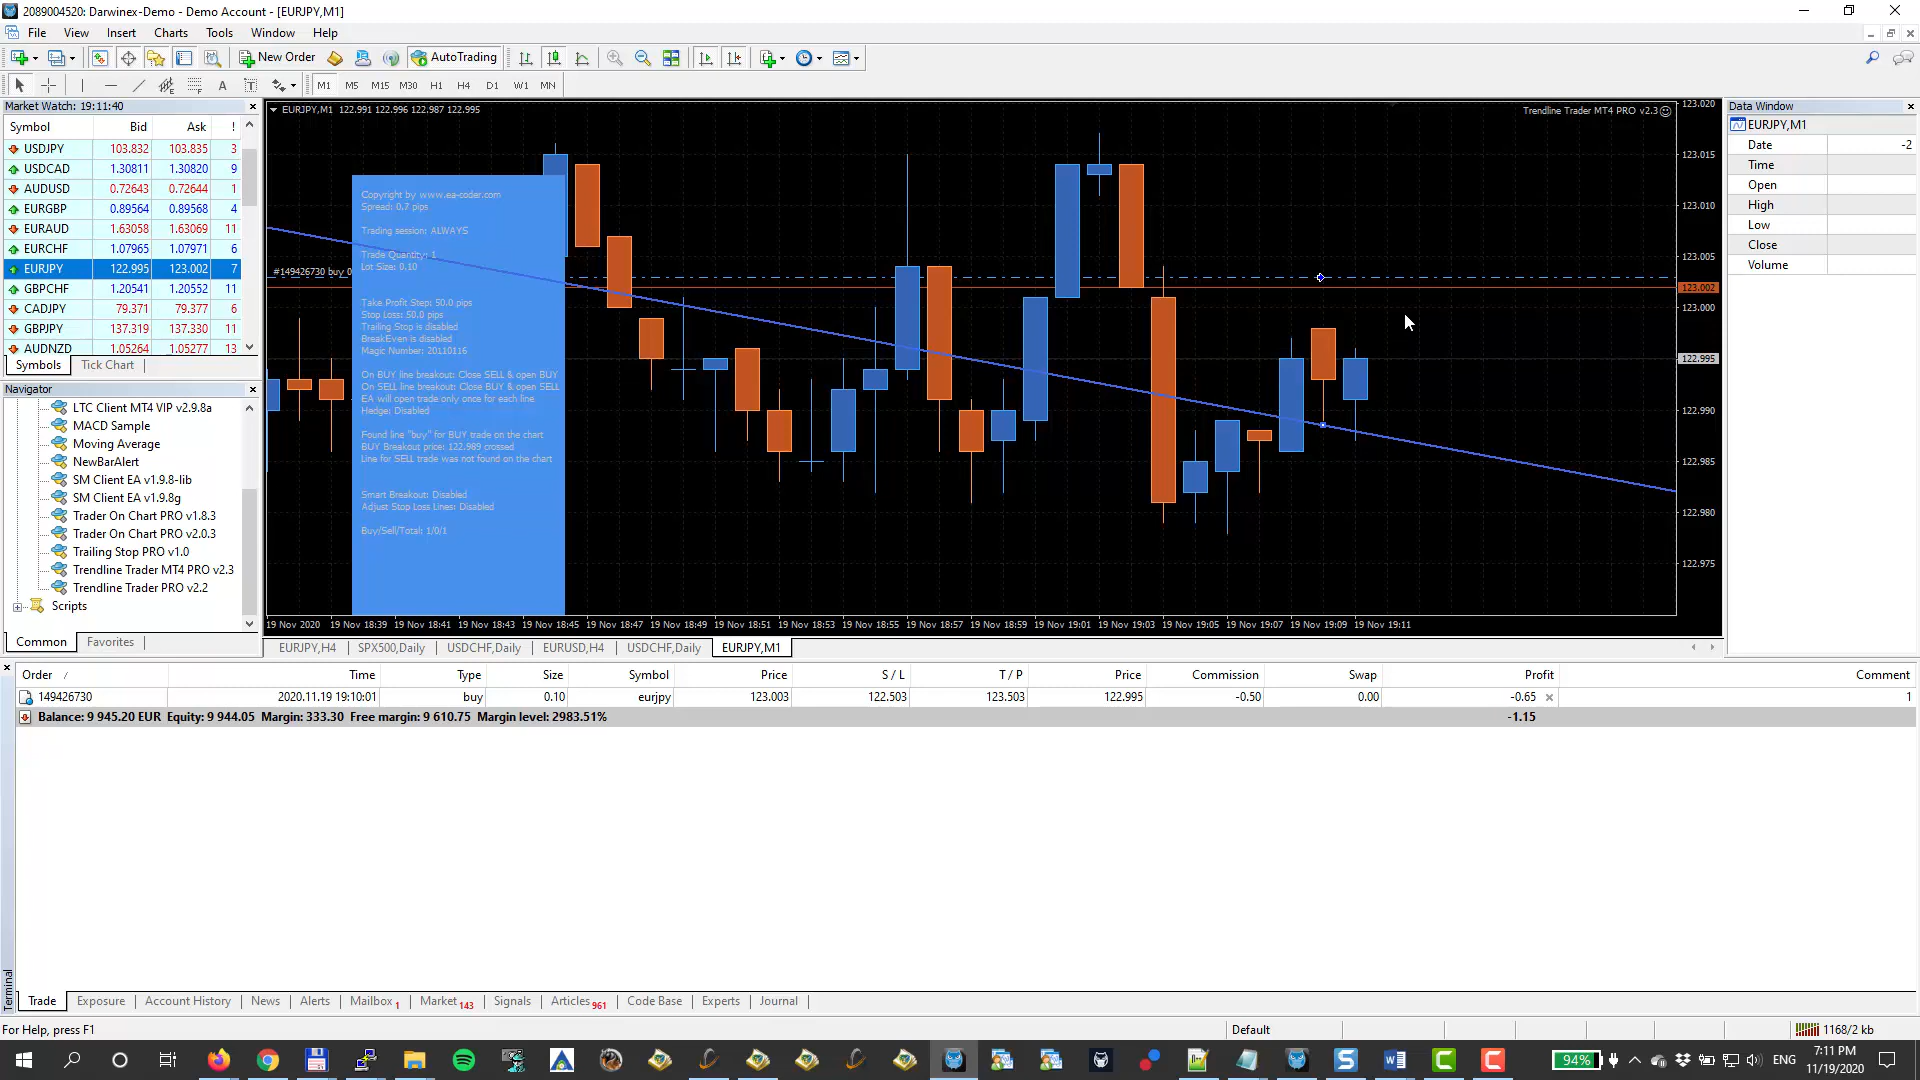 2089004520: Darwinex-Demo - Demo Account - [EURJPY,M1]
File View Insert Charts Tools Window Help
New Order AutoTrading
A T M1 M5 M15 M30 H1 H4 D1 W1 MN
Market Watch: 19:11:40
Symbol Bid Ask !
USDJPY 103.832 103.835 3
USDCAD 1.30811 1.30820 9
AUDUSD 0.72643 0.72644 1
EURGBP 0.89564 0.89568 4
EURAUD 1.63058 1.63069 11
EURCHF 1.07965 1.07971 6
EURJPY 122.995 123.002 7
GBPCHF 1.20541 1.20552 11
CADJPY 79.371 79.377 6
GBPJPY 137.319 137.330 11
AUDNZD 1.05264 1.05277 13
Symbols Tick Chart
Navigator
LTC Client MT4 VIP v2.9.8a
MACD Sample
Moving Average
NewBarAlert
SM Client EA v1.9.8-lib
SM Client EA v1.9.8g
Trader On Chart PRO v1.8.3
Trader On Chart PRO v2.0.3
Trailing Stop PRO v1.0
Trendline Trader MT4 PRO v2.3
Trendline Trader PRO v2.2
Scripts
Common Favorites
EURJPY,M1 122.991 122.996 122.987 122.995
Trendline Trader MT4 PRO v2.3
Copyright by www.ea-coder.com
Spread: 0.7 pips
Trading session: ALWAYS
Trade Quantity: 1
Lot Size: 0.10
#149426730 buy 0
Take Profit Step: 50.0 pips
Stop Loss: 50.0 pips
Trailing Stop is disabled
BreakEven is disabled
Magic Number: 20110116
On BUY line breakout: Close SELL & open BUY
On SELL line breakout: Close BUY & open SELL
EA will open trade only once for each line
Hedge: Disabled
Found line "buy" for BUY trade on the chart
BUY Breakout price: 122.989 crossed
Line for SELL trade was not found on the chart
Smart Breakout: Disabled
Adjust Stop Loss Lines: Disabled
Buy/Sell/Total: 1/0/1
123.020
123.015
123.010
123.005
123.002
123.000
122.995
122.990
122.985
122.980
122.975
19 Nov 2020 19 Nov 18:39 19 Nov 18:41 19 Nov 18:43 19 Nov 18:45 19 Nov 18:47 19 Nov 18:49 19 Nov 18:51 19 Nov 18:53 19 Nov 18:55 19 Nov 18:57 19 Nov 18:59 19 Nov 19:01 19 Nov 19:03 19 Nov 19:05 19 Nov 19:07 19 Nov 19:09 19 Nov 19:11
EURJPY,H4 SPX500,Daily USDCHF,Daily EURUSD,H4 USDCHF,Daily EURJPY,M1
Data Window
EURJPY,M1
Date -2
Time
Open
High
Low
Close
Volume
Order / Time Type Size Symbol Price S / L T / P Price Commission Swap Profit Comment
149426730 2020.11.19 19:10:01 buy 0.10 eurjpy 123.003 122.503 123.503 122.995 -0.50 0.00 -0.65 1
Balance: 9 945.20 EUR Equity: 9 944.05 Margin: 333.30 Free margin: 9 610.75 Margin level: 2983.51% -1.15
Terminal
Trade Exposure Account History News Alerts Mailbox 1 Market 143 Signals Articles 961 Code Base Experts Journal
For Help, press F1 Default 1168/2 kb
94% ENG 7:11 PM
11/19/2020